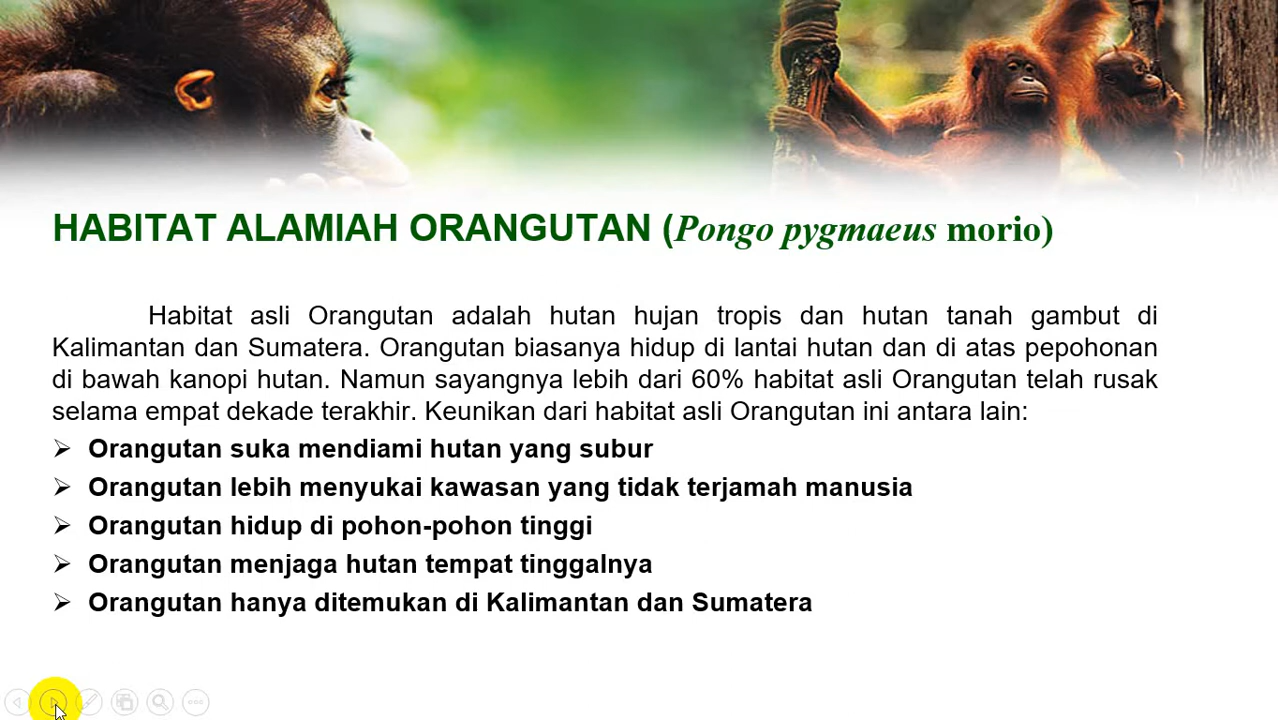 HABITAT ALAMIAH ORANGUTAN (Pongo pygmaeus morio)
Habitat asli Orangutan adalah hutan hujan tropis dan hutan tanah gambut di
Kalimantan dan Sumatera. Orangutan biasanya hidup di lantai hutan dan di atas pepohonan
di bawah kanopi hutan. Namun sayangnya lebih dari 60% habitat asli Orangutan telah rusak
selama empat dekade terakhir. Keunikan dari habitat asli Orangutan ini antara lain:
➢ Orangutan suka mendiami hutan yang subur
➢ Orangutan lebih menyukai kawasan yang tidak terjamah manusia
➢ Orangutan hidup di pohon-pohon tinggi
➢ Orangutan menjaga hutan tempat tinggalnya
➢ Orangutan hanya ditemukan di Kalimantan dan Sumatera